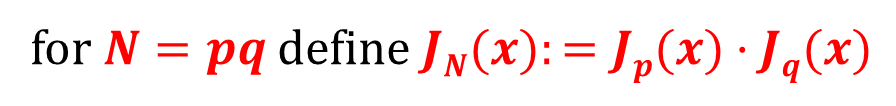 for N = pq define J_N(x): = J_p(x) · J_q(x)